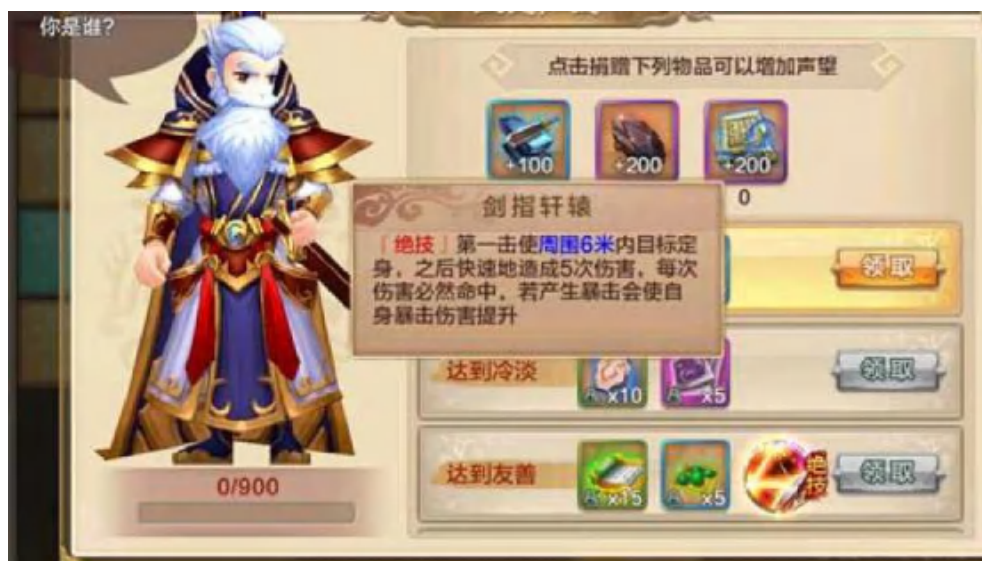 你是谁?
点击捐赠下列物品可以增加声望
+100
+200
+200
0
剑指轩辕
「绝技」第一击使周围6米内目标定
身，之后快速地造成5次伤害，每次
伤害必然命中，若产生暴击会使自
身暴击伤害提升
领取
达到冷淡
x10
x5
领取
达到友善
x15
x5
绝技
领取
0/900